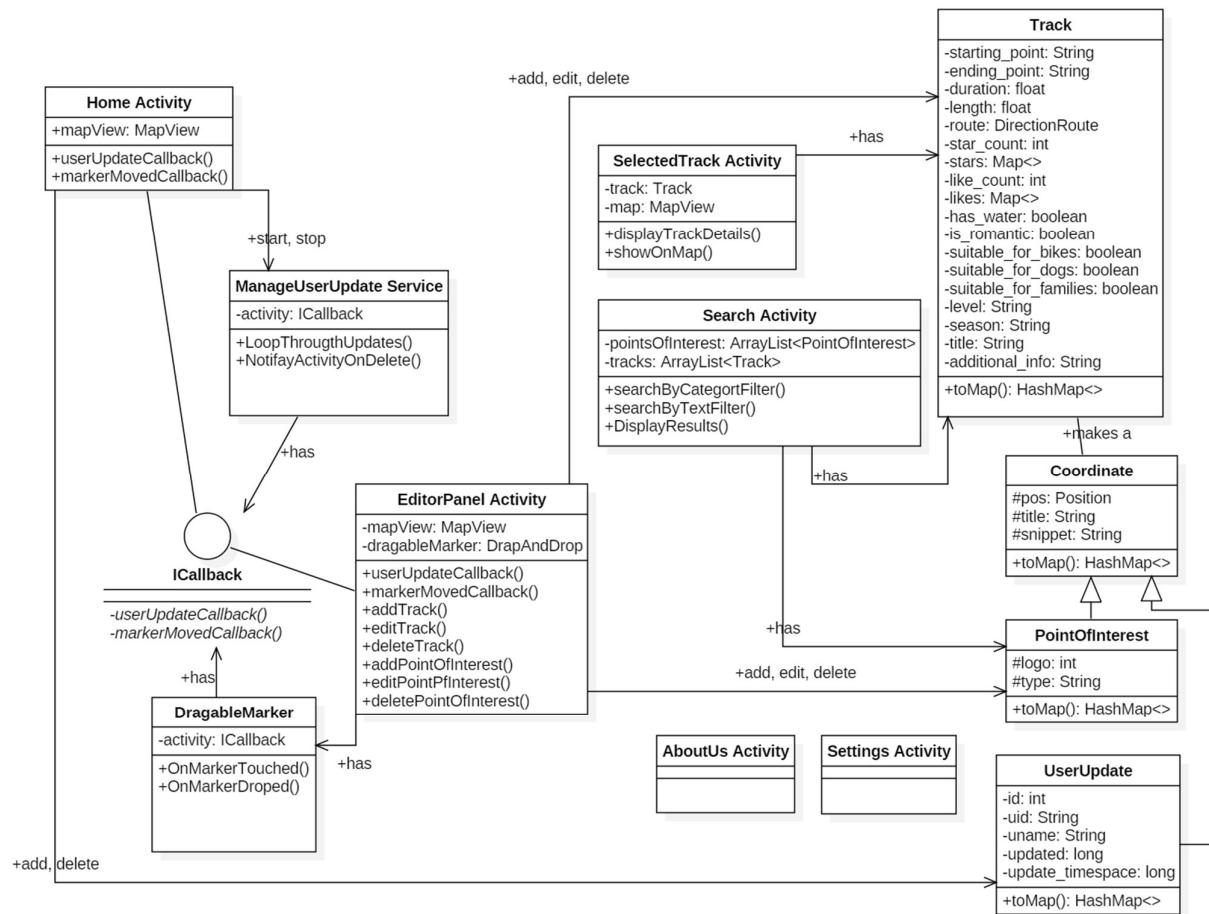 Home Activity
+mapView: MapView
+userUpdateCallback()
+markerMovedCallback()
+start, stop
ManageUserUpdate Service
-activity: ICallback
+LoopThrougthUpdates()
+NotifayActivityOnDelete()
+has
ICallback
-userUpdateCallback()
-markerMovedCallback()
+has
DragableMarker
-activity: ICallback
+OnMarkerTouched()
+OnMarkerDroped()
+has
+add, delete
EditorPanel Activity
-mapView: MapView
-dragableMarker: DrapAndDrop
+userUpdateCallback()
+markerMovedCallback()
+addTrack()
+editTrack()
+deleteTrack()
+addPointOfInterest()
+editPointPfInterest()
+deletePointOfInterest()
+add, edit, delete
SelectedTrack Activity
-track: Track
-map: MapView
+displayTrackDetails()
+showOnMap()
+has
Search Activity
-pointsOfInterest: ArrayList<PointOfInterest>
-tracks: ArrayList<Track>
+searchByCategortFilter()
+searchByTextFilter()
+DisplayResults()
+has
+has
+add, edit, delete
AboutUs Activity
Settings Activity
Track
-starting_point: String
-ending_point: String
-duration: float
-length: float
-route: DirectionRoute
-star_count: int
-stars: Map<>
-like_count: int
-likes: Map<>
-has_water: boolean
-is_romantic: boolean
-suitable_for_bikes: boolean
-suitable_for_dogs: boolean
-suitable_for_families: boolean
-level: String
-season: String
-title: String
-additional_info: String
+toMap(): HashMap<>
+makes a
Coordinate
#pos: Position
#title: String
#snippet: String
+toMap(): HashMap<>
PointOfInterest
#logo: int
#type: String
+toMap(): HashMap<>
UserUpdate
-id: int
-uid: String
-uname: String
-updated: long
-update_timespace: long
+toMap(): HashMap<>